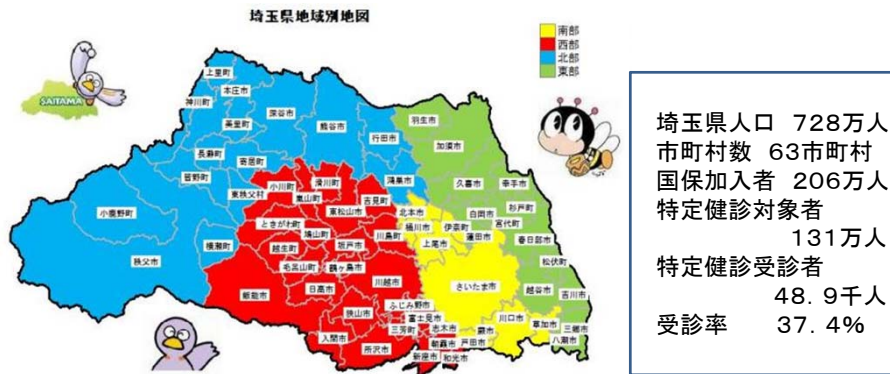 埼玉県地域別地図
南部
西部
北部
東部
SAITAMA
上里町
本庄市
神川町
美里町
深谷市
熊谷市
行田市
羽生市
加須市
長瀞町
寄居町
皆野町
東秩父村
小川町
滑川町
嵐山町
吉見町
鴻巣市
久喜市
幸手市
小鹿野町
東松山市
北本市
白岡市
杉戸町
宮代町
ときがわ町
鳩山町
川島町
桶川市
伊奈町
蓮田市
秩父市
横瀬町
越生町
坂戸市
上尾市
春日部市
毛呂山町
鶴ヶ島市
松伏町
飯能市
日高市
川越市
さいたま市
越谷市
吉川市
狭山市
ふじみ野市
富士見市
三芳町
志木市
川口市
草加市
三郷市
入間市
所沢市
朝霞市
戸田市
蕨市
八潮市
新座市
和光市
埼玉県人口 728万人
市町村数 63市町村
国保加入者 206万人
特定健診対象者
131万人
特定健診受診者
48．9千人
受診率 37．4%